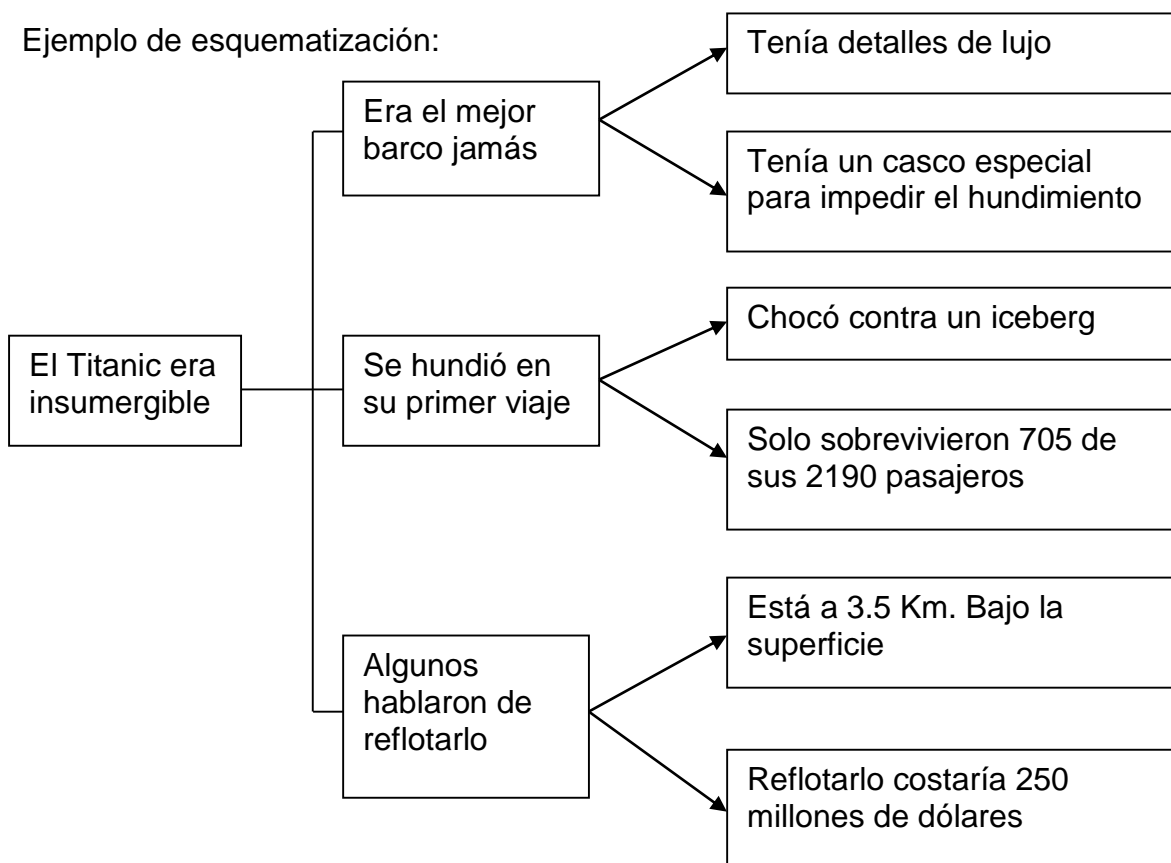 Ejemplo de esquematización:
El Titanic era
insumergible
Era el mejor
barco jamás
Tenía detalles de lujo
Tenía un casco especial
para impedir el hundimiento
Se hundió en
su primer viaje
Chocó contra un iceberg
Solo sobrevivieron 705 de
sus 2190 pasajeros
Algunos
hablaron de
reflotarlo
Está a 3.5 Km. Bajo la
superficie
Reflotarlo costaría 250
millones de dólares